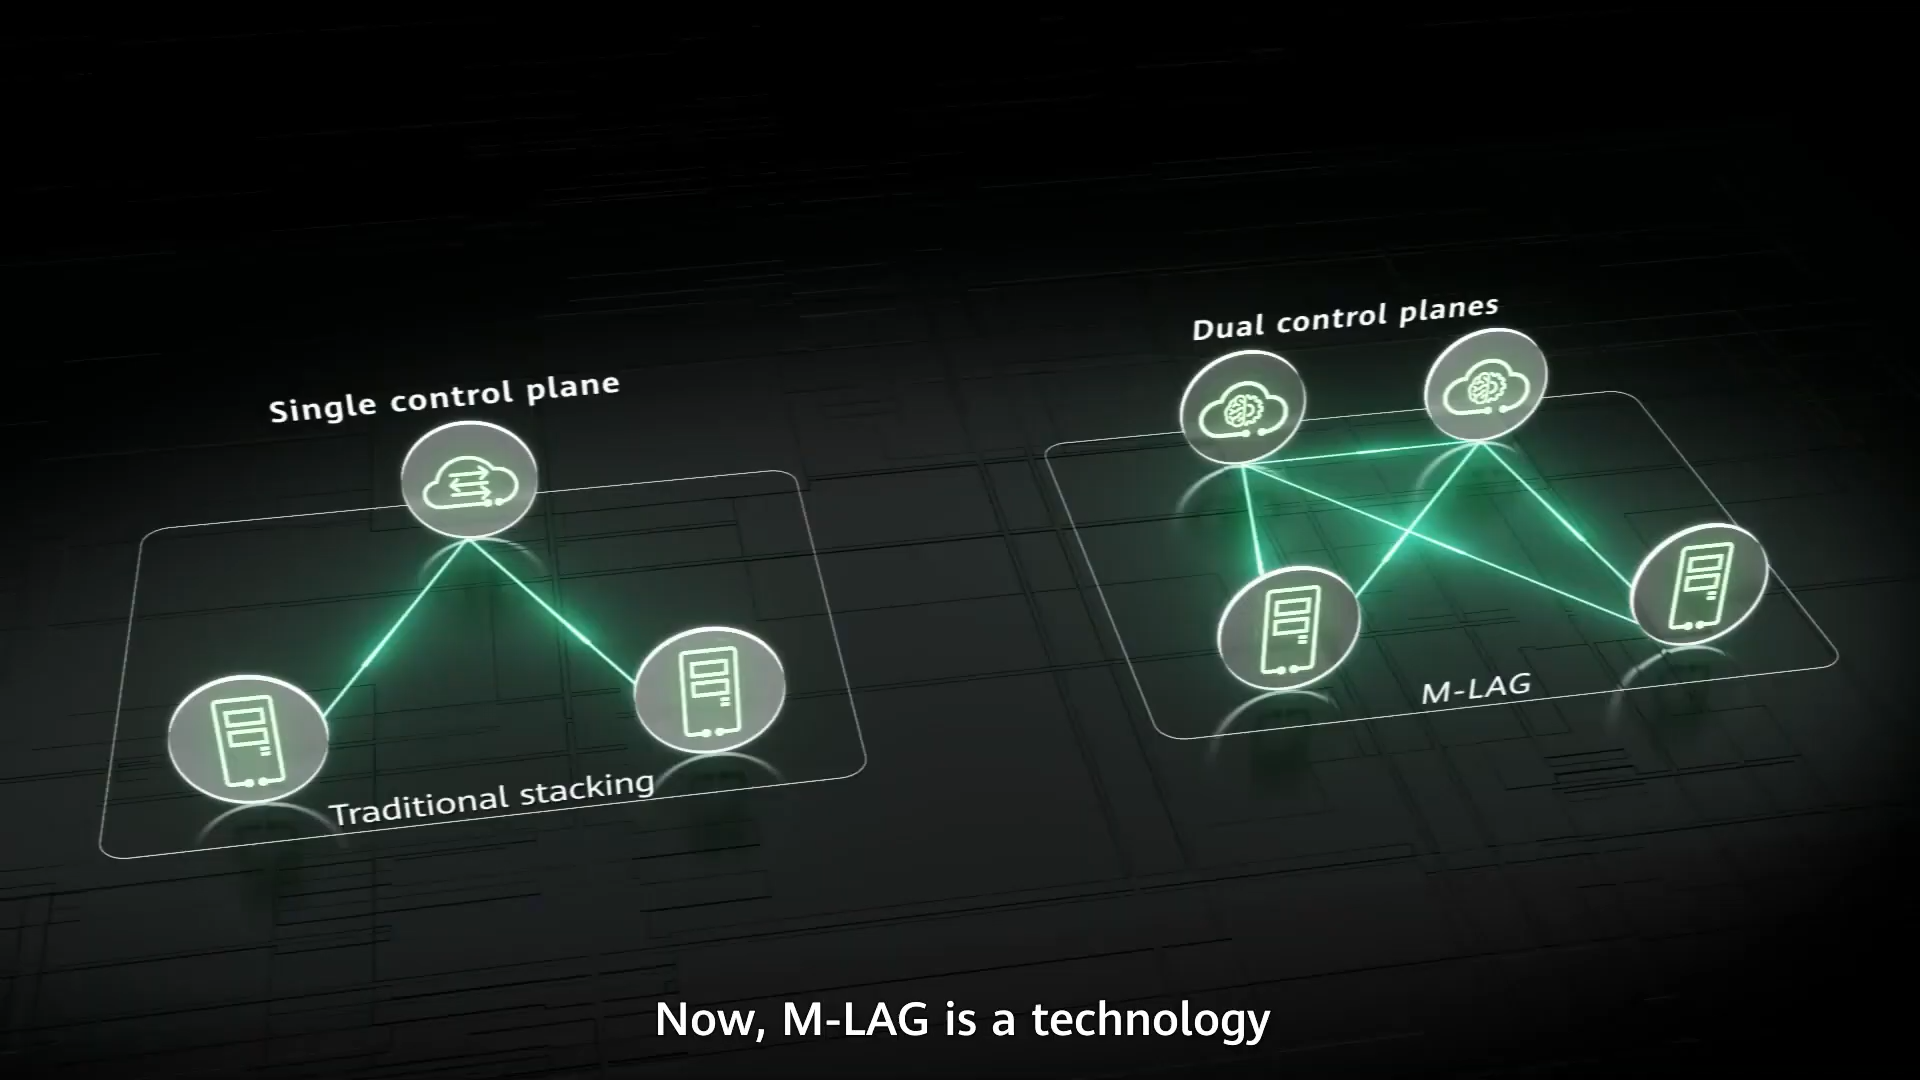 Single control plane
Traditional stacking
Dual control planes
M-LAG
Now, M-LAG is a technology